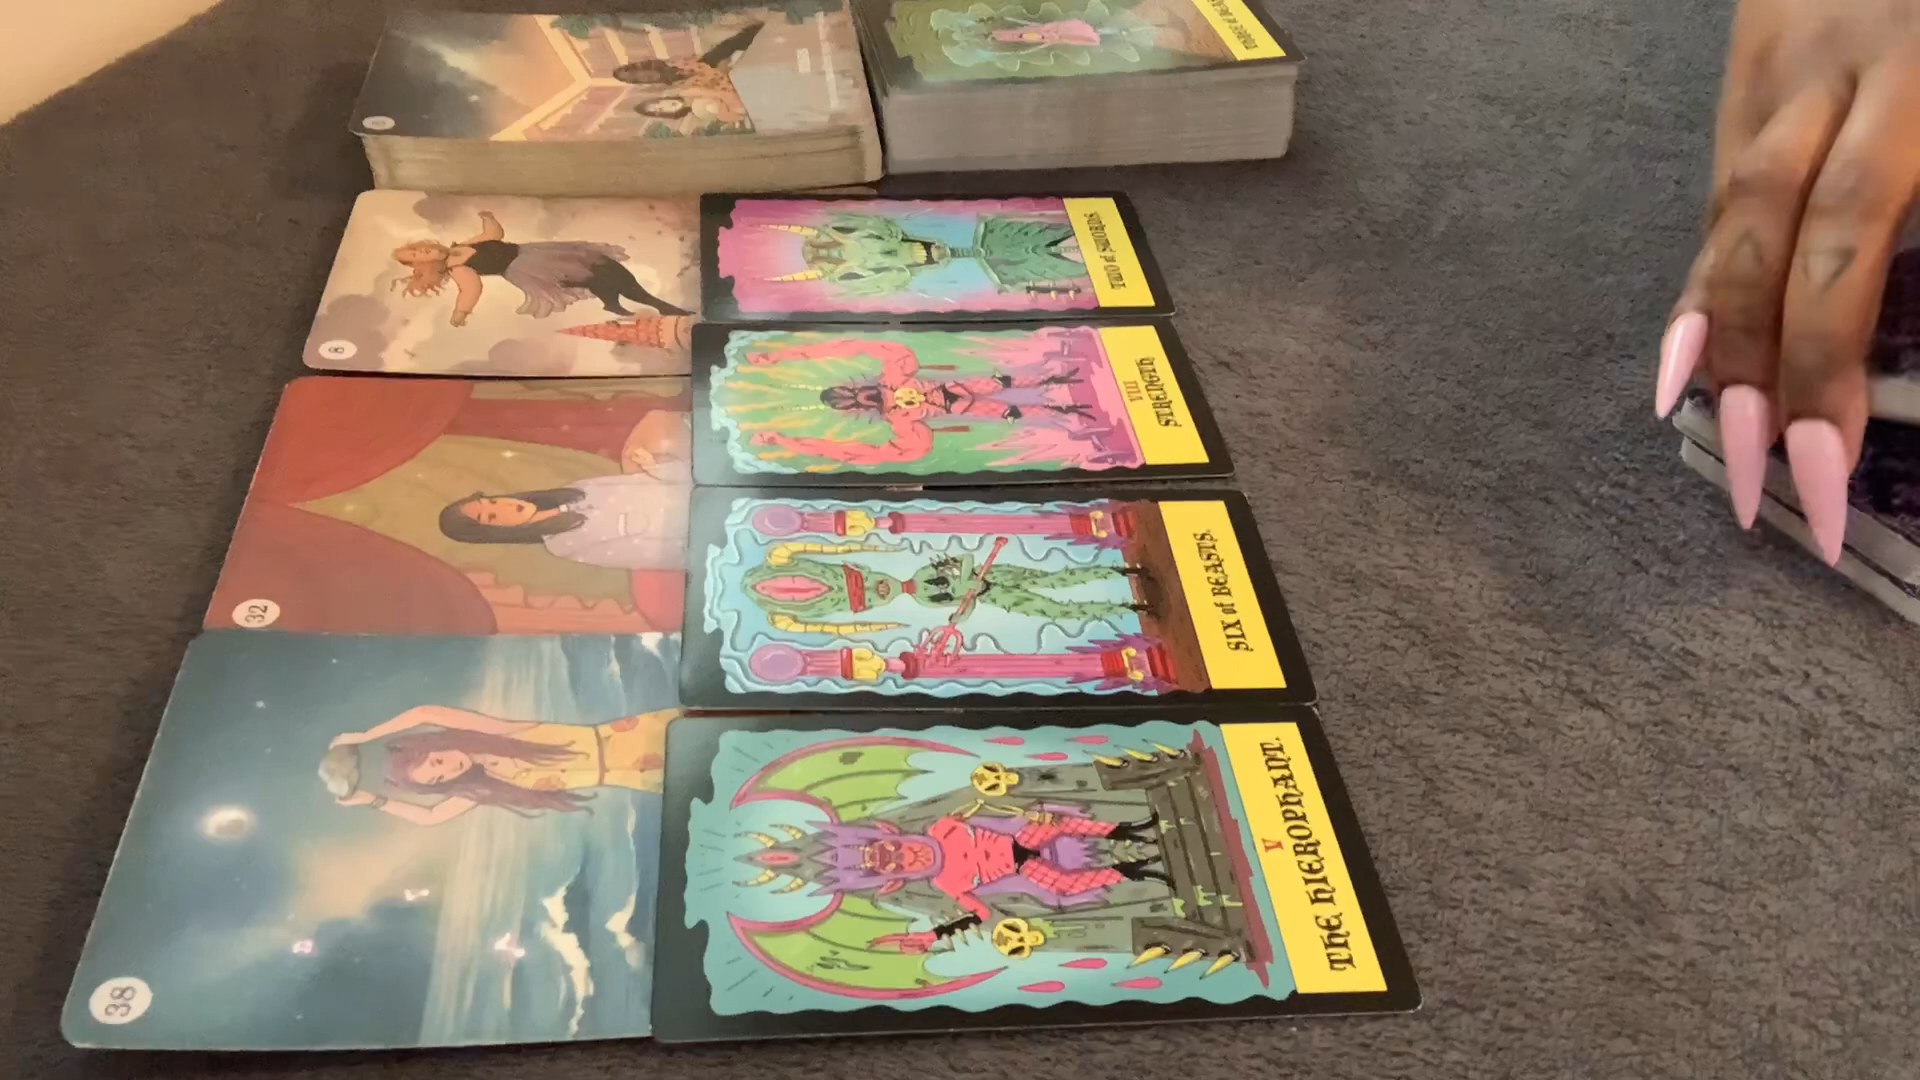 TWO of SWORDS.
VIII
STRENGTH.
SIX of BEASTS.
V
THE HIEROPHANT.
8
32
38